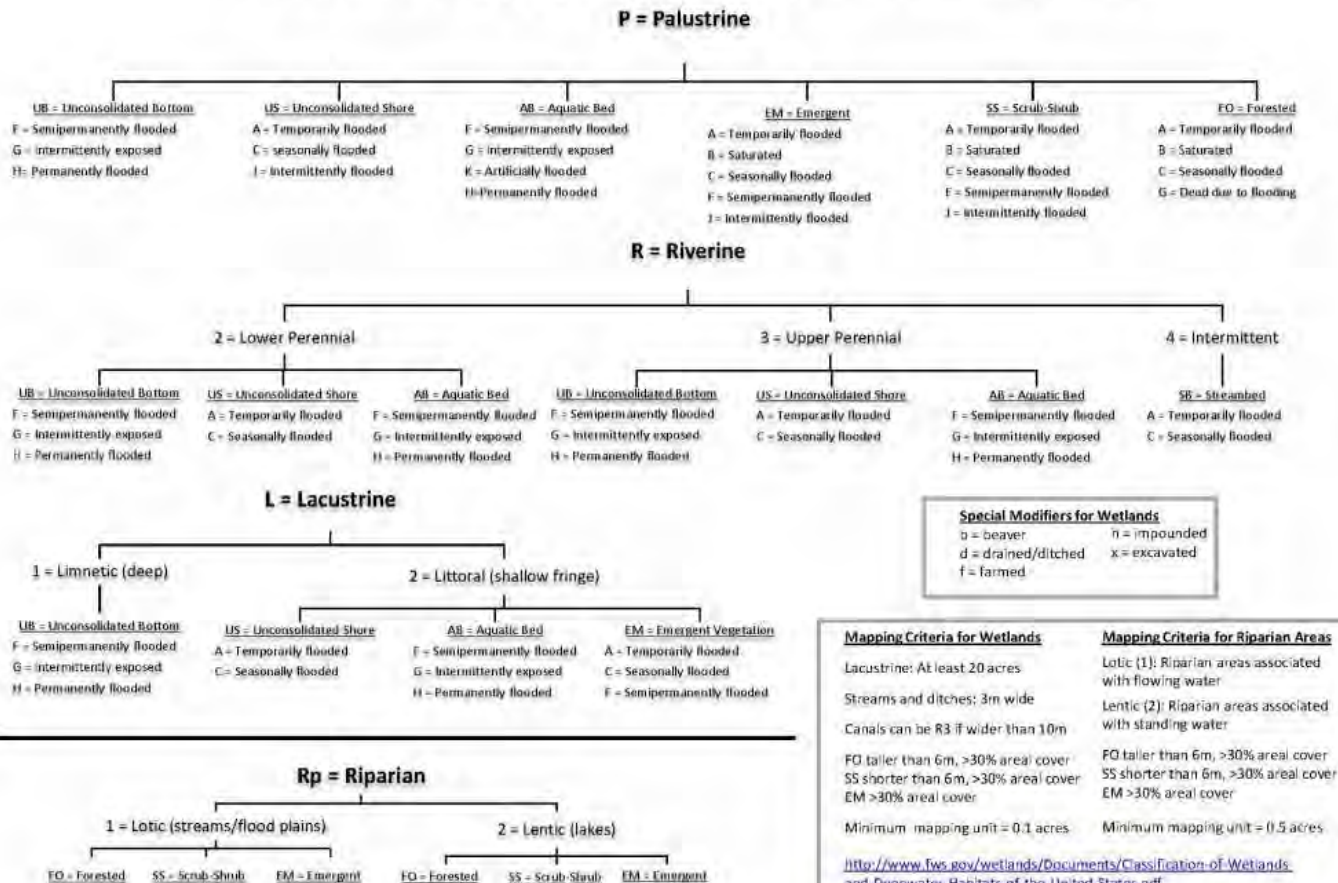 P = Palustrine
UB = Unconsolidated Bottom
F = Semipermanently flooded
G = Intermittently exposed
H= Permanently flooded
US = Unconsolidated Shore
A = Temporarily flooded
C = seasonally flooded
J = Intermittently flooded
AB = Aquatic Bed
F = Semipermanently flooded
G = Intermittently exposed
K = Artificially flooded
H=Permanently flooded
EM = Emergent
A = Temporarily flooded
B = Saturated
C = Seasonally flooded
F = Semipermanently flooded
J = Intermittently flooded
SS = Scrub-Shrub
A = Temporarily flooded
B = Saturated
C = Seasonally flooded
F = Semipermanently flooded
J = Intermittently flooded
FO = Forested
A = Temporarily flooded
B = Saturated
C = Seasonally flooded
G = Dead due to flooding
R = Riverine
2 = Lower Perennial
UB = Unconsolidated Bottom
F = Semipermanently flooded
G = Intermittently exposed
H = Permanently flooded
US = Unconsolidated Shore
A = Temporarily flooded
C = Seasonally flooded
AB = Aquatic Bed
F = Semipermanently flooded
G = Intermittently exposed
H = Permanently flooded
3 = Upper Perennial
UB = Unconsolidated Bottom
F = Semipermanently flooded
G = Intermittently exposed
H = Permanently flooded
US = Unconsolidated Shore
A = Temporarily flooded
C = Seasonally flooded
AB = Aquatic Bed
F = Semipermanently flooded
G = Intermittently exposed
H = Permanently flooded
4 = Intermittent
SB = Streambed
A = Temporarily flooded
C = Seasonally flooded
L = Lacustrine
1 = Limnetic (deep)
UB = Unconsolidated Bottom
F = Semipermanently flooded
G = Intermittently exposed
H = Permanently flooded
2 = Littoral (shallow fringe)
US = Unconsolidated Shore
A = Temporarily flooded
C = Seasonally flooded
AB = Aquatic Bed
F = Semipermanently flooded
G = Intermittently exposed
H = Permanently flooded
EM = Emergent Vegetation
A = Temporarily flooded
C = Seasonally flooded
F = Semipermanently flooded
Special Modifiers for Wetlands
b = beaver
d = drained/ditched
f = farmed
h = impounded
x = excavated
Rp = Riparian
1 = Lotic (streams/flood plains)
FO = Forested
SS = Scrub-Shrub
EM = Emergent
2 = Lentic (lakes)
FO = Forested
SS = Scrub-Shrub
EM = Emergent
Mapping Criteria for Wetlands
Lacustrine: At least 20 acres
Streams and ditches: 3m wide
Canals can be R3 if wider than 10m
FO taller than 6m, >30% areal cover
SS shorter than 6m, >30% areal cover
EM >30% areal cover
Minimum mapping unit = 0.1 acres
Mapping Criteria for Riparian Areas
Lotic (1): Riparian areas associated
with flowing water
Lentic (2): Riparian areas associated
with standing water
FO taller than 6m, >30% areal cover
SS shorter than 6m, >30% areal cover
EM >30% areal cover
Minimum mapping unit = 0.5 acres
http://www.fws.gov/wetlands/Documents/Classification-of-Wetlands-
and-Deepwater-Habitats-of-the-United-States.pdf